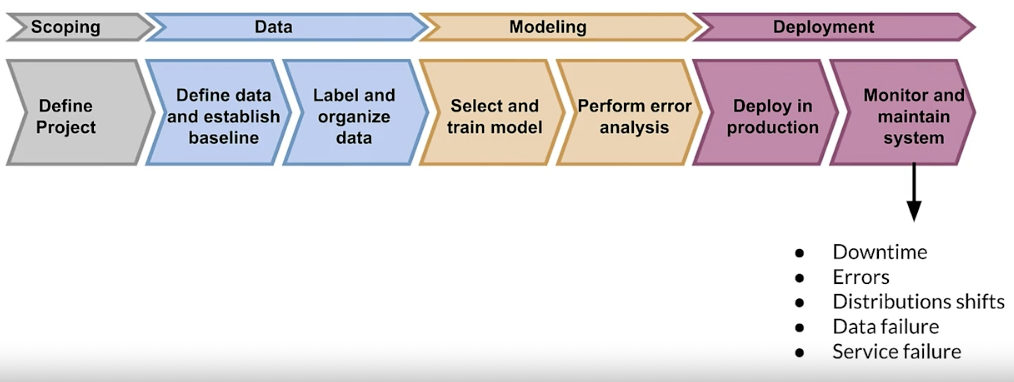 Scoping
Data
Modeling
Deployment
Define
Project
Define data
and establish
baseline
Label and
organize
data
Select and
train model
Perform error
analysis
Deploy in
production
Monitor and
maintain
system
● Downtime
● Errors
● Distributions shifts
● Data failure
● Service failure